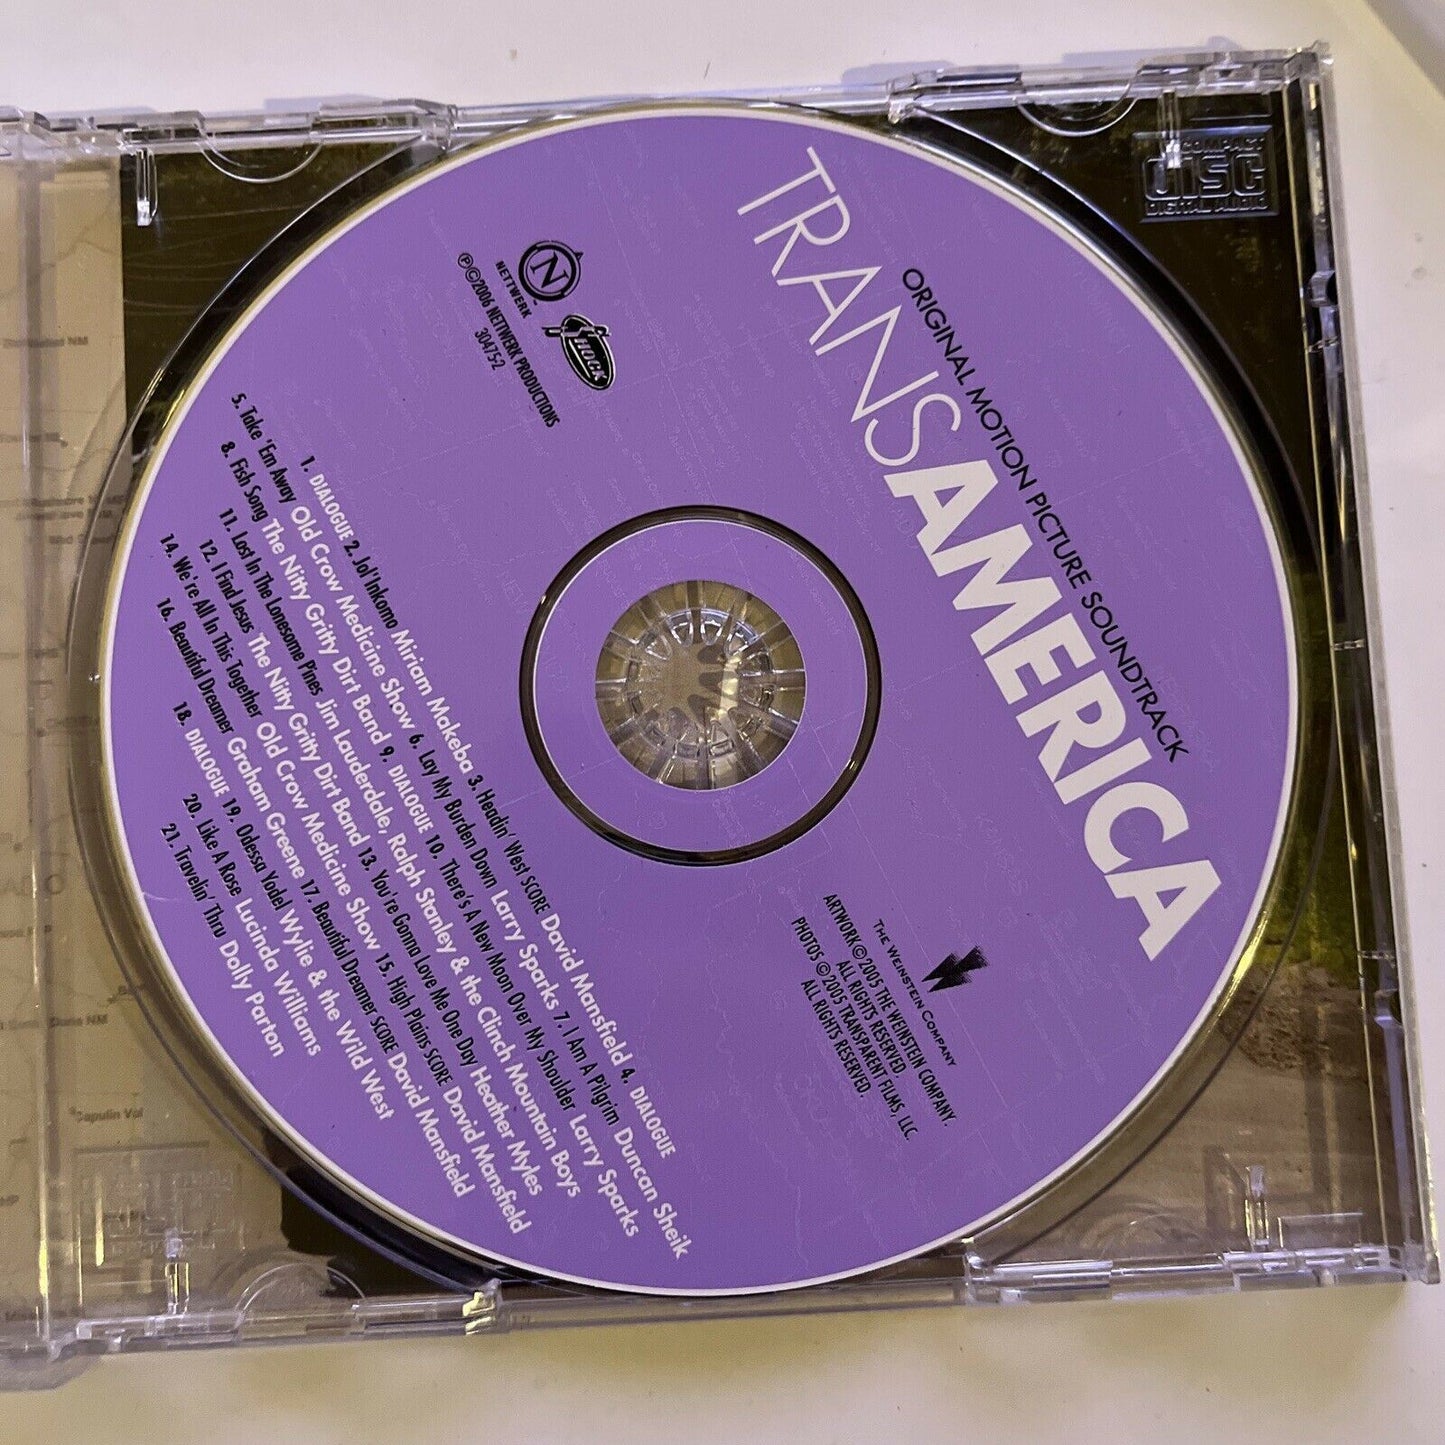 TRANSAMERICA
ORIGINAL MOTION PICTURE SOUNDTRACK
N
NETTWERK
SHOCK
℗©2006 NETTWERK PRODUCTIONS
30475-2
1. DIALOGUE 2. Jol'Inkomo Miriam Makeba 3. Headin' West SCORE David Mansfield 4. DIALOGUE
5. Take 'Em Away Old Crow Medicine Show 6. Lay My Burden Down Larry Sparks 7. I Am A Pilgrim Duncan Sheik
8. Fish Song The Nitty Gritty Dirt Band 9. DIALOGUE 10. There's A New Moon Over My Shoulder Larry Sparks
11. Lost In The Lonesome Pines Jim Lauderdale, Ralph Stanley & the Clinch Mountain Boys
12. I Find Jesus The Nitty Gritty Dirt Band 13. You're Gonna Love Me One Day Heather Myles
14. We're All In This Together Old Crow Medicine Show 15. High Plains SCORE David Mansfield
16. Beautiful Dreamer Graham Greene 17. Beautiful Dreamer SCORE David Mansfield
18. DIALOGUE 19. Odessa Yodel Wylie & the Wild West
20. Like A Rose Lucinda Williams
21. Travelin' Thru Dolly Parton
THE WEINSTEIN COMPANY
ARTWORK ©2005 THE WEINSTEIN COMPANY.
ALL RIGHTS RESERVED
PHOTOS ©2005 TRANSPARENT FILMS, LLC.
ALL RIGHTS RESERVED.
COMPACT
disc
DIGITAL AUDIO
Capulin Vol